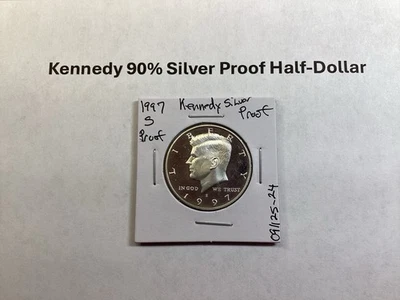 Kennedy 90% Silver Proof Half-Dollar
1997 Kennedy Silver
S Proof
Proof
LIBERTY
IN GOD WE TRUST
S
1997
09/125-24